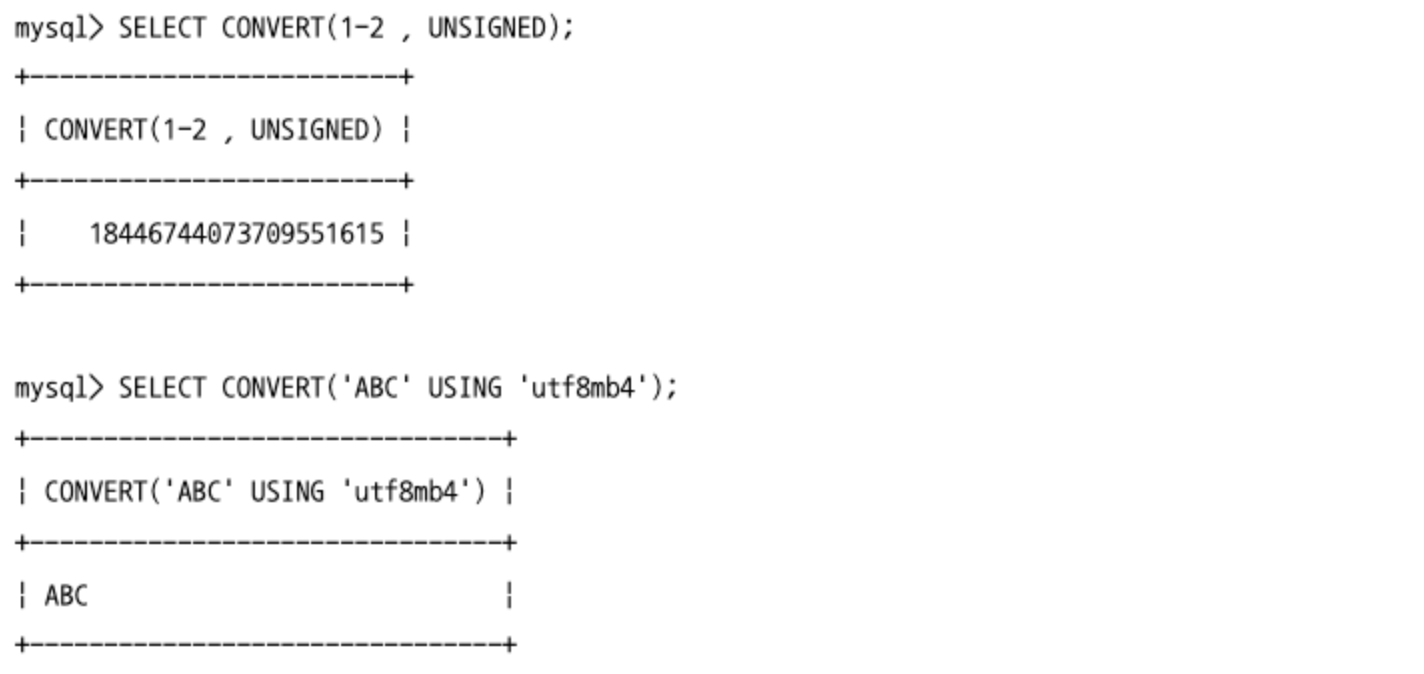 mysql> SELECT CONVERT(1-2 , UNSIGNED);
+-------------------------+
¦ CONVERT(1-2 , UNSIGNED) ¦
+-------------------------+
¦    18446744073709551615 ¦
+-------------------------+
mysql> SELECT CONVERT('ABC' USING 'utf8mb4');
+--------------------------------+
¦ CONVERT('ABC' USING 'utf8mb4') ¦
+--------------------------------+
¦ ABC                            ¦
+--------------------------------+